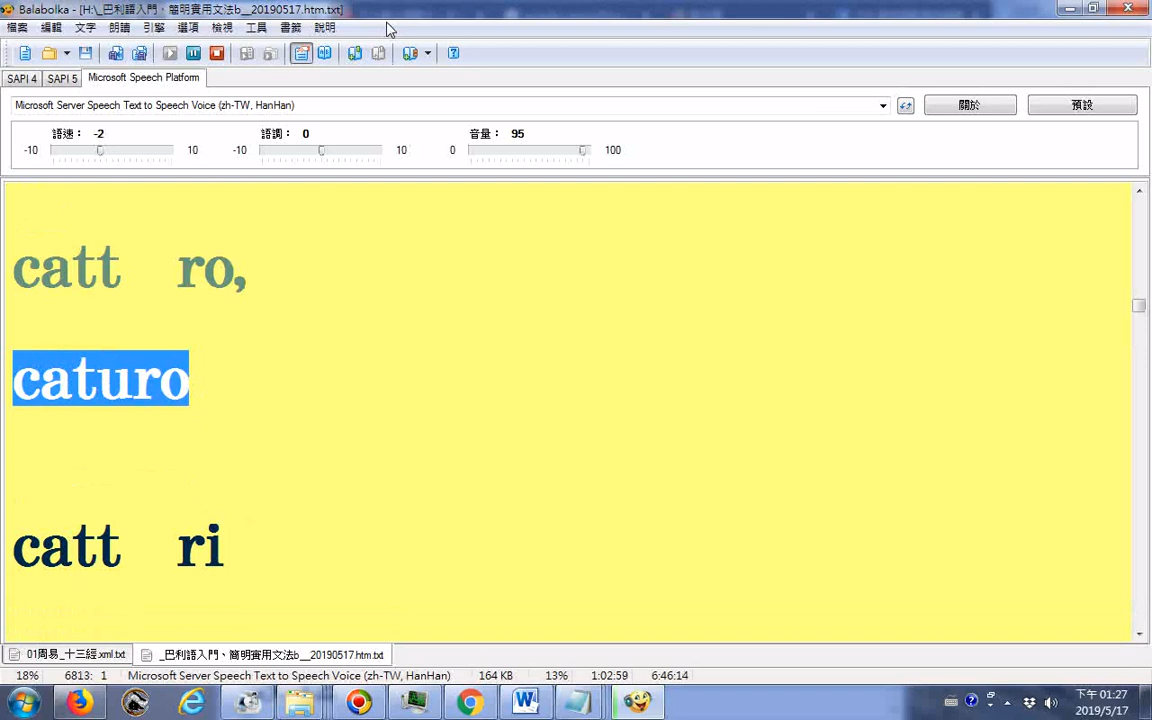 Balabolka - [H:\_巴利語入門、簡明實用文法b__20190517.htm.txt]
檔案 編輯 文字 朗讀 引擎 選項 檢視 工具 書籤 說明
SAPI 4 SAPI 5 Microsoft Speech Platform
Microsoft Server Speech Text to Speech Voice (zh-TW, HanHan) 關於 預設
語速： -2 語調： 0 音量： 95
-10 10 -10 10 0 100
catt ro,
caturo
catt ri
01周易_十三經.xml.txt _巴利語入門、簡明實用文法b__20190517.htm.txt
18% 6813: 1 Microsoft Server Speech Text to Speech Voice (zh-TW, HanHan) 164 KB 13% 1:02:59 6:46:14
下午 01:27
2019/5/17